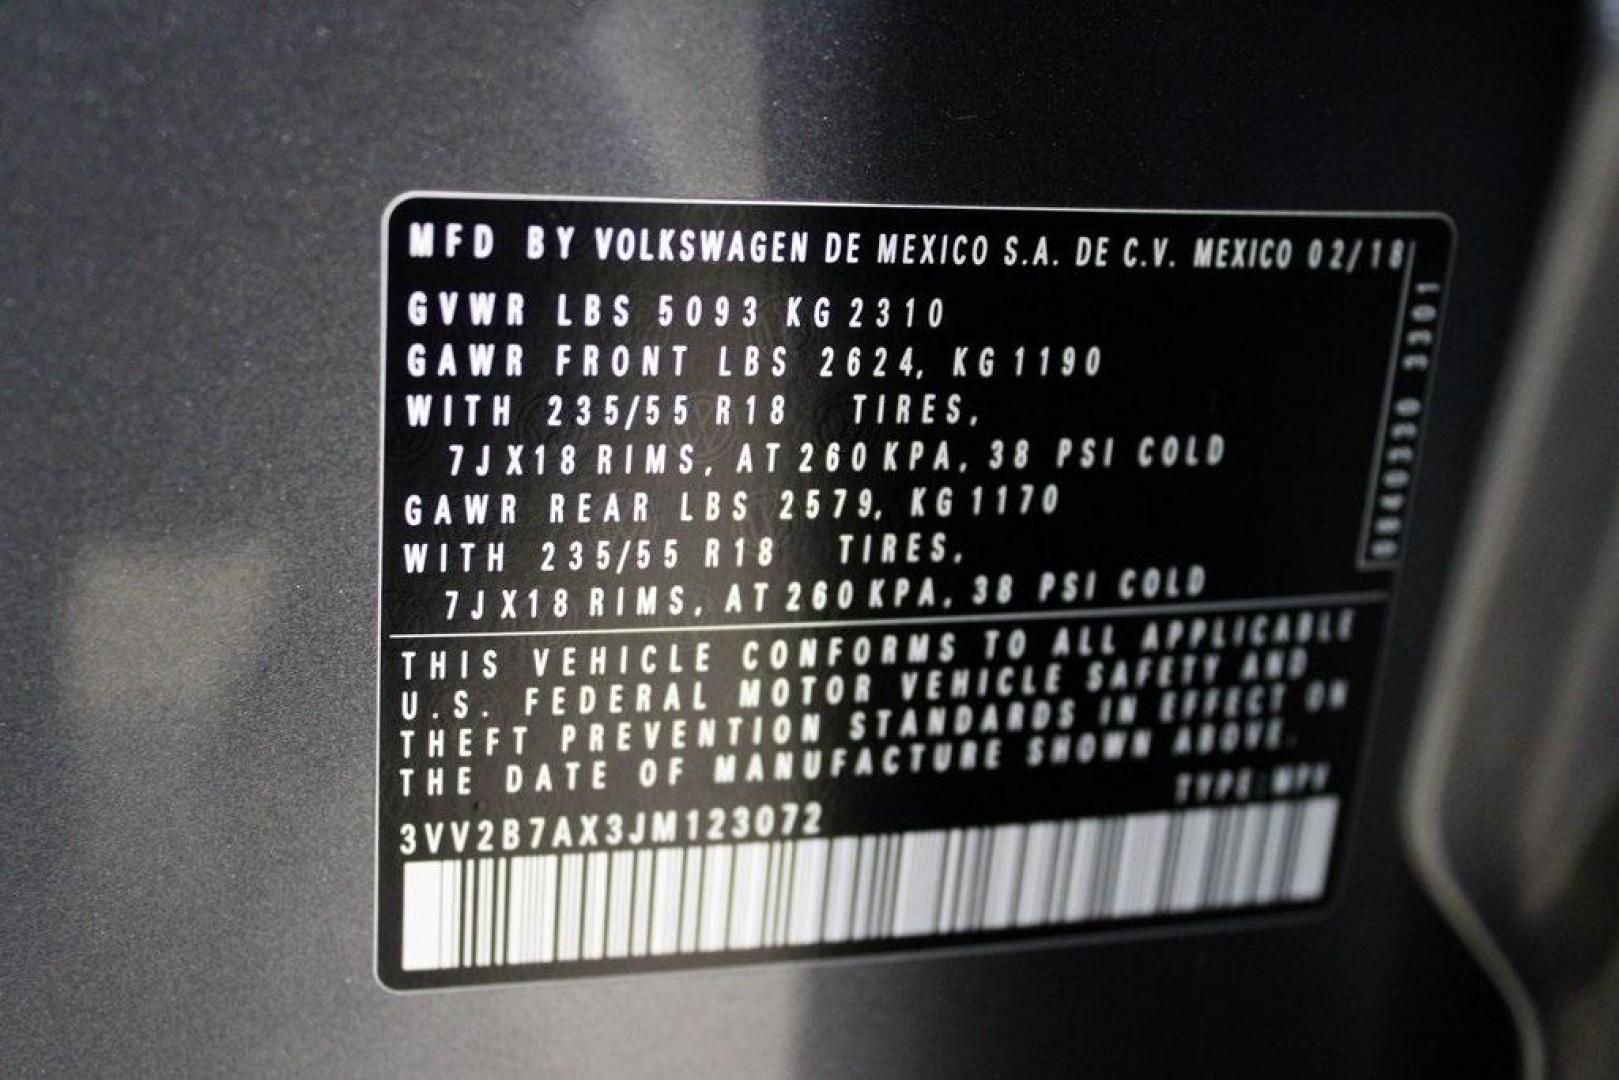 MFD BY VOLKSWAGEN DE MEXICO S.A. DE C.V. MEXICO 02/18
GVWR LBS 5093 KG 2310
GAWR FRONT LBS 2624, KG 1190
WITH 235/55 R18 TIRES,
7JX18 RIMS, AT 260 KPA, 38 PSI COLD
GAWR REAR LBS 2579, KG 1170
WITH 235/55 R18 TIRES,
7JX18 RIMS, AT 260 KPA, 38 PSI COLD
THIS VEHICLE CONFORMS TO ALL APPLICABLE
U.S. FEDERAL MOTOR VEHICLE SAFETY AND
THEFT PREVENTION STANDARDS IN EFFECT ON
THE DATE OF MANUFACTURE SHOWN ABOVE.
TYPE: MPV
3VV2B7AX3JM123072
3301